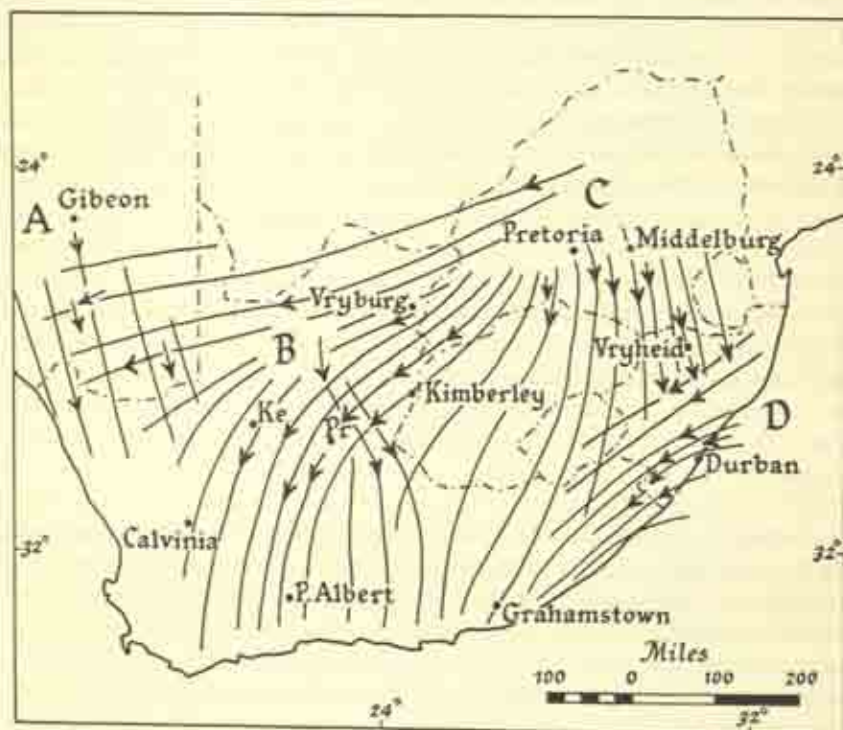 24°
24°
Gibeon
A
C
Pretoria
Middelburg
Vryburg
B
Vryheid
Kimberley
Ke
Pr
D
Durban
Calvinia
32°
32°
P. Albert
Grahamstown
Miles
100 0 100 200
24°
32°